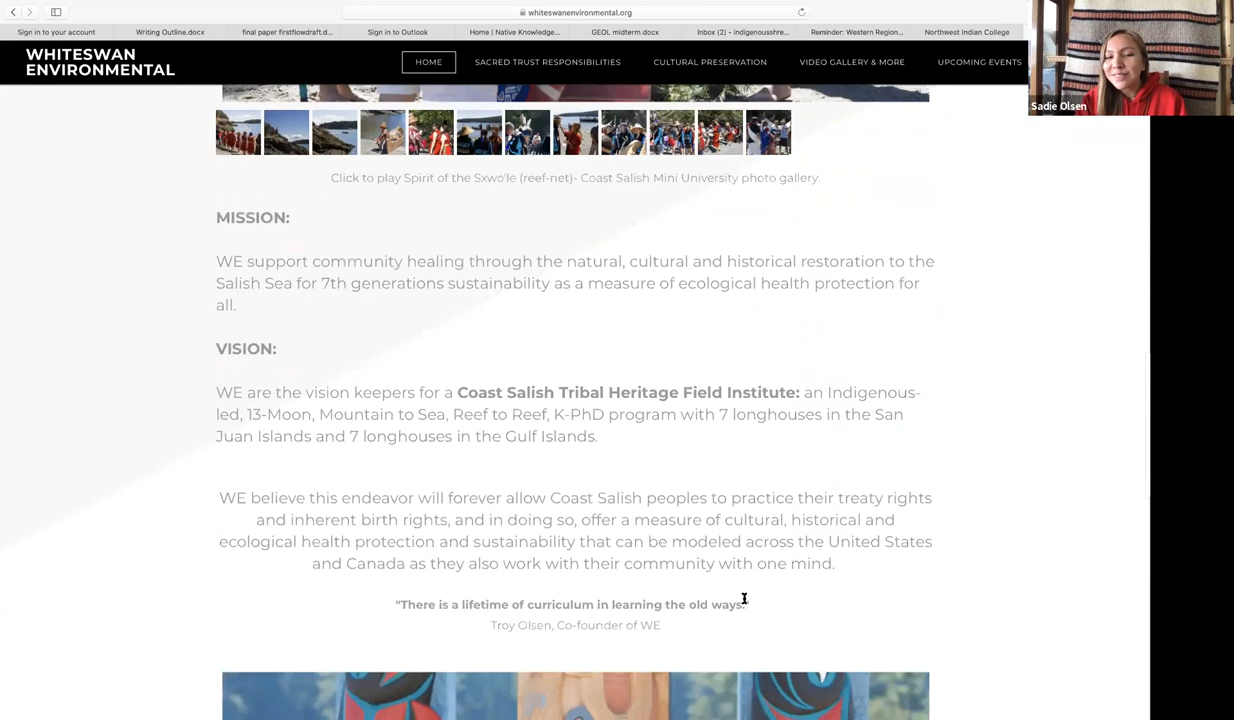 whiteswanenvironmental.org
Sign in to your account
Writing Outline.docx
final paper firstflowdraft.d...
Sign in to Outlook
Home | Native Knowledge...
GEOL midterm.docx
Inbox (2) - indigenousshre...
Reminder: Western Region...
Northwest Indian College
WHITESWAN
ENVIRONMENTAL
HOME
SACRED TRUST RESPONSIBILITIES
CULTURAL PRESERVATION
VIDEO GALLERY & MORE
UPCOMING EVENTS
Sadie Olsen
Click to play Spirit of the Sxwo'le (reef-net)- Coast Salish Mini University photo gallery.
MISSION:
WE support community healing through the natural, cultural and historical restoration to the
Salish Sea for 7th generations sustainability as a measure of ecological health protection for
all.
VISION:
WE are the vision keepers for a Coast Salish Tribal Heritage Field Institute: an Indigenous-
led, 13-Moon, Mountain to Sea, Reef to Reef, K-PhD program with 7 longhouses in the San
Juan Islands and 7 longhouses in the Gulf Islands.
WE believe this endeavor will forever allow Coast Salish peoples to practice their treaty rights
and inherent birth rights, and in doing so, offer a measure of cultural, historical and
ecological health protection and sustainability that can be modeled across the United States
and Canada as they also work with their community with one mind.
"There is a lifetime of curriculum in learning the old ways."
Troy Olsen, Co-founder of WE